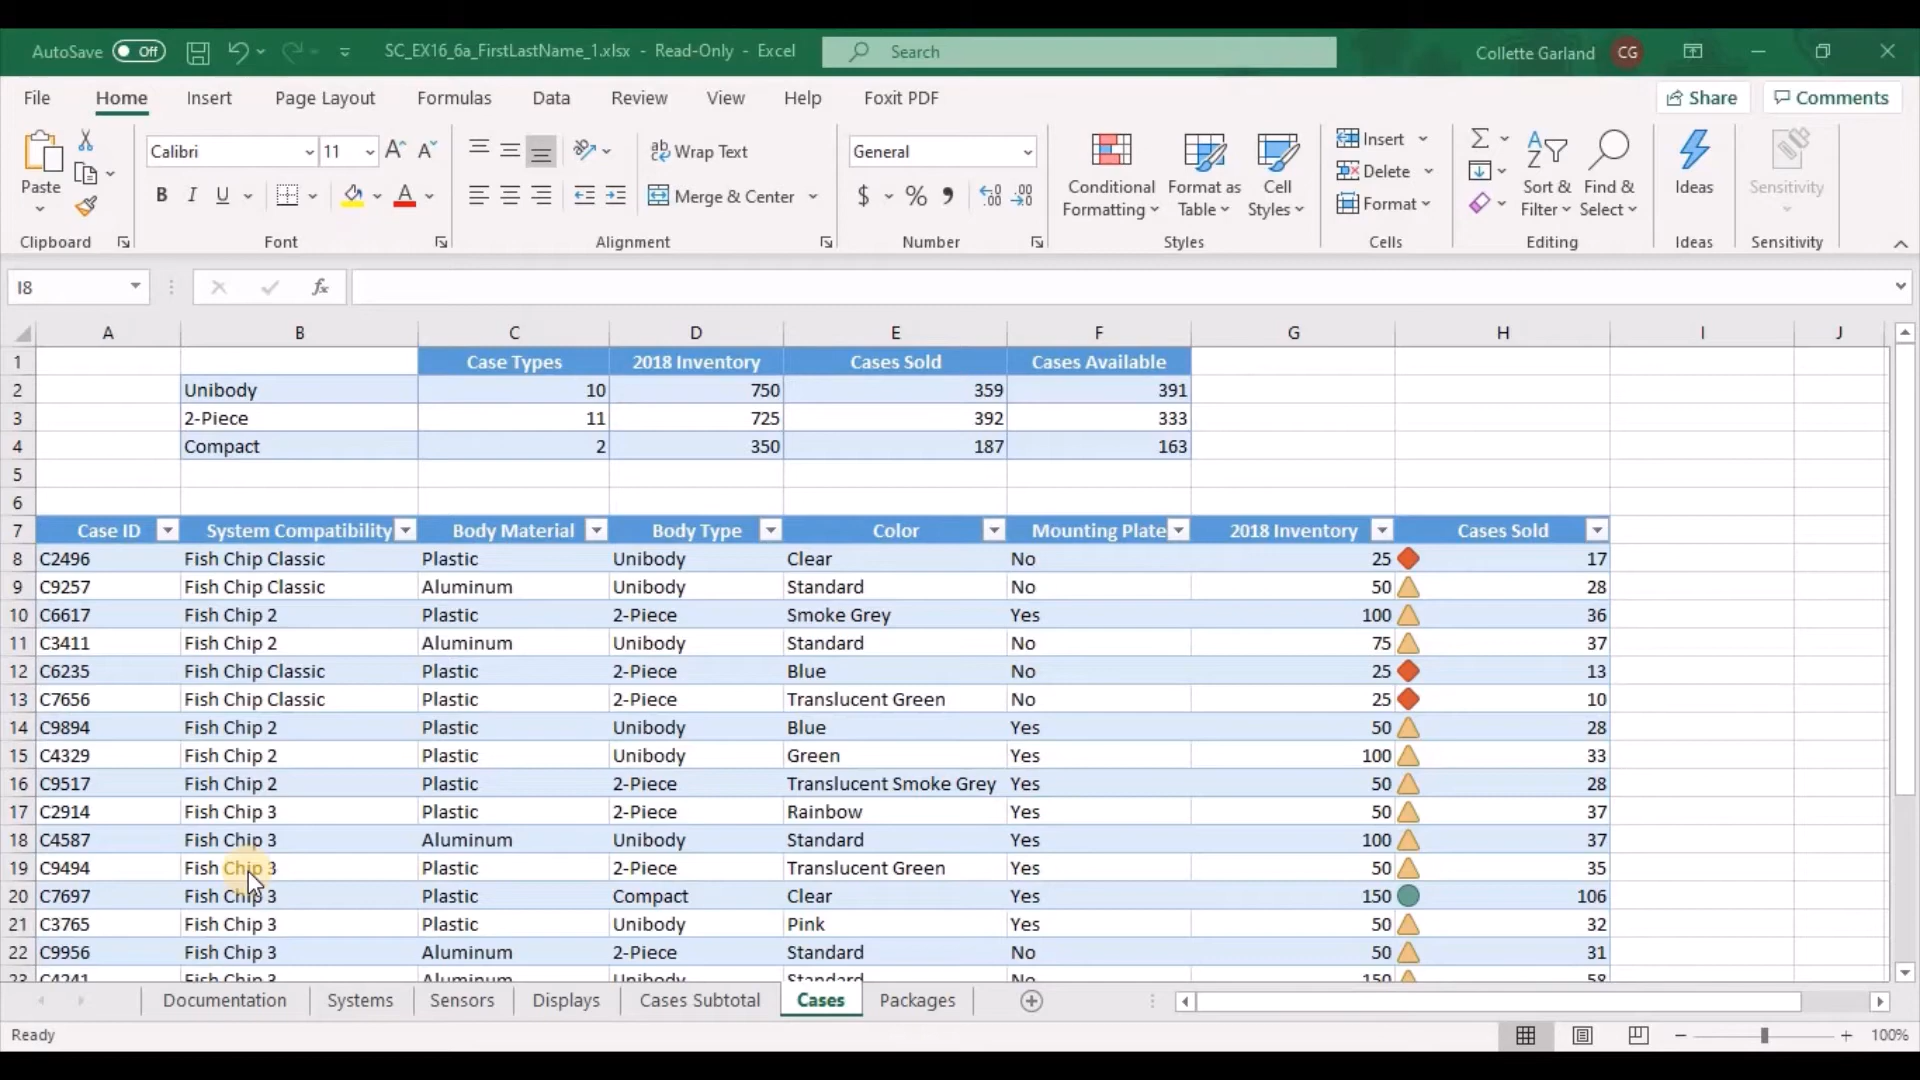 AutoSave Off SC_EX16_6a_FirstLastName_1.xlsx - Read-Only - Excel Search Collette Garland CG
File Home Insert Page Layout Formulas Data Review View Help Foxit PDF Share Comments
Paste Calibri 11 A^ Aˇ ab Wrap Text General
B I U A Merge & Center $ % ,
Conditional Formatting Format as Table Cell Styles
Insert Delete Format
Sort & Filter Find & Select Ideas Sensitivity
Clipboard Font Alignment Number Styles Cells Editing Ideas Sensitivity
I8 fx
A B C D E F G H I J
1 Case Types 2018 Inventory Cases Sold Cases Available
2 Unibody 10 750 359 391
3 2-Piece 11 725 392 333
4 Compact 2 350 187 163
5
6
7 Case ID System Compatibility Body Material Body Type Color Mounting Plate 2018 Inventory Cases Sold
8 C2496 Fish Chip Classic Plastic Unibody Clear No 25 17
9 C9257 Fish Chip Classic Aluminum Unibody Standard No 50 28
10 C6617 Fish Chip 2 Plastic 2-Piece Smoke Grey Yes 100 36
11 C3411 Fish Chip 2 Aluminum Unibody Standard No 75 37
12 C6235 Fish Chip Classic Plastic 2-Piece Blue No 25 13
13 C7656 Fish Chip Classic Plastic 2-Piece Translucent Green No 25 10
14 C9894 Fish Chip 2 Plastic Unibody Blue Yes 50 28
15 C4329 Fish Chip 2 Plastic Unibody Green Yes 100 33
16 C9517 Fish Chip 2 Plastic 2-Piece Translucent Smoke Grey Yes 50 28
17 C2914 Fish Chip 3 Plastic 2-Piece Rainbow Yes 50 37
18 C4587 Fish Chip 3 Aluminum Unibody Standard Yes 100 37
19 C9494 Fish Chip 3 Plastic 2-Piece Translucent Green Yes 50 35
20 C7697 Fish Chip 3 Plastic Compact Clear Yes 150 106
21 C3765 Fish Chip 3 Plastic Unibody Pink Yes 50 32
22 C9956 Fish Chip 3 Aluminum 2-Piece Standard No 50 31
23 C4241 Fish Chip 3 Aluminum Unibody Standard No 150 58
Documentation Systems Sensors Displays Cases Subtotal Cases Packages
Ready 100%